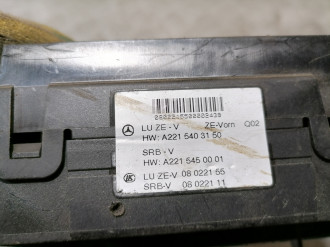 LU ZE - V ZE-Vorn Q02
HW: A221 540 31 50
SRB - V
HW: A221 545 00 01
LU ZE-V 08 0221 55
SRB-V 08 0221 11